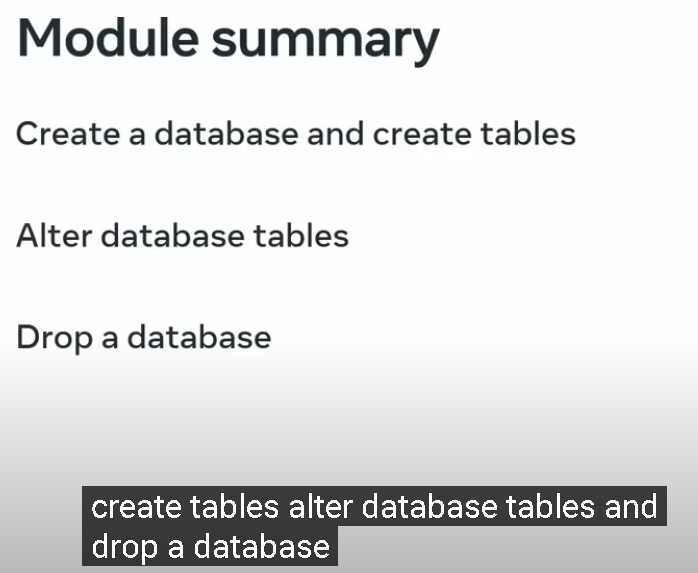 Module summary
Create a database and create tables
Alter database tables
Drop a database
create tables alter database tables and
drop a database